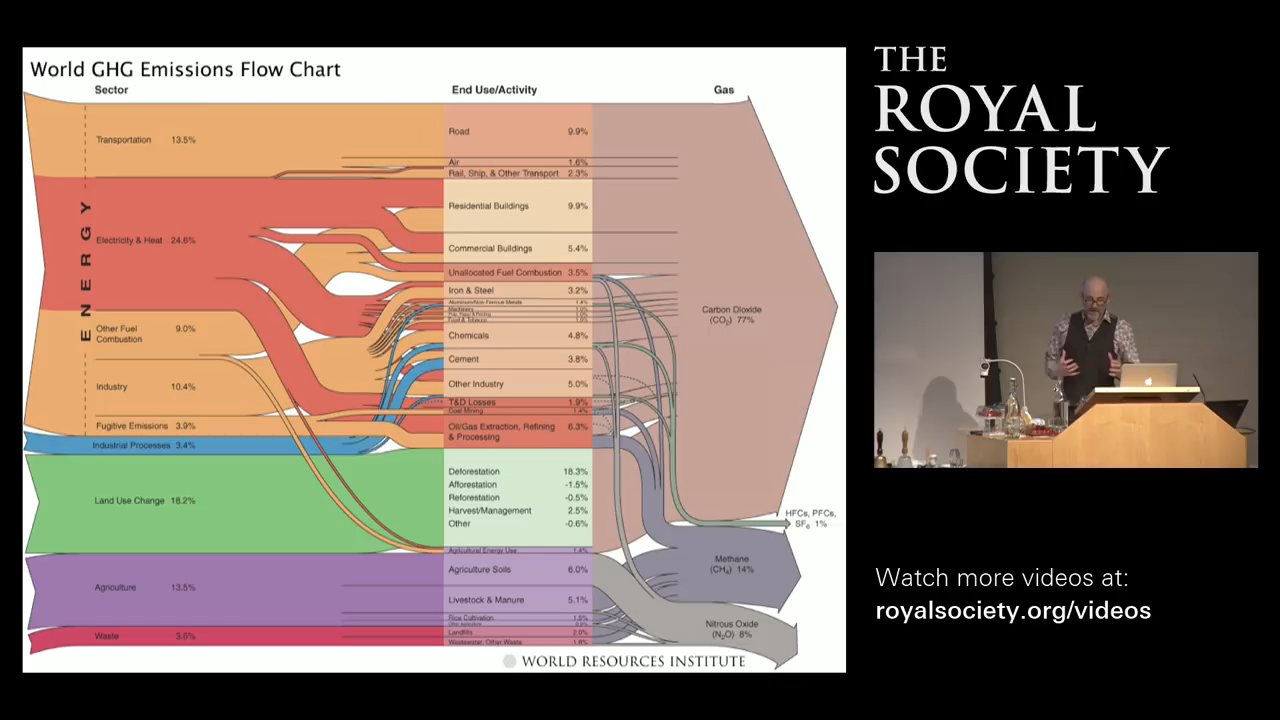 World GHG Emissions Flow Chart
Sector
End Use/Activity
Gas
ENERGY
Transportation 13.5%
Electricity & Heat 24.6%
Other Fuel
Combustion 9.0%
Industry 10.4%
Fugitive Emissions 3.9%
Industrial Processes 3.4%
Land Use Change 18.2%
Agriculture 13.5%
Waste 3.6%
Road 9.9%
Air 1.6%
Rail, Ship, & Other Transport 2.3%
Residential Buildings 9.9%
Commercial Buildings 5.4%
Unallocated Fuel Combustion 3.5%
Iron & Steel 3.2%
Aluminum/Non-Ferrous Metals 1.4%
Machinery 1.0%
Pulp, Paper & Printing 1.0%
Food & Tobacco 1.0%
Chemicals 4.8%
Cement 3.8%
Other Industry 5.0%
T&D Losses 1.9%
Coal Mining 1.4%
Oil/Gas Extraction, Refining
& Processing 6.3%
Deforestation 18.3%
Afforestation -1.5%
Reforestation -0.5%
Harvest/Management 2.5%
Other -0.6%
Agricultural Energy Use 1.4%
Agriculture Soils 6.0%
Livestock & Manure 5.1%
Rice Cultivation 1.5%
Other Agriculture 0.9%
Landfills 2.0%
Wastewater, Other Waste 1.6%
Carbon Dioxide
(CO₂) 77%
HFCs, PFCs,
SF₆ 1%
Methane
(CH₄) 14%
Nitrous Oxide
(N₂O) 8%
WORLD RESOURCES INSTITUTE
THE
ROYAL
SOCIETY
Watch more videos at:
royalsociety.org/videos